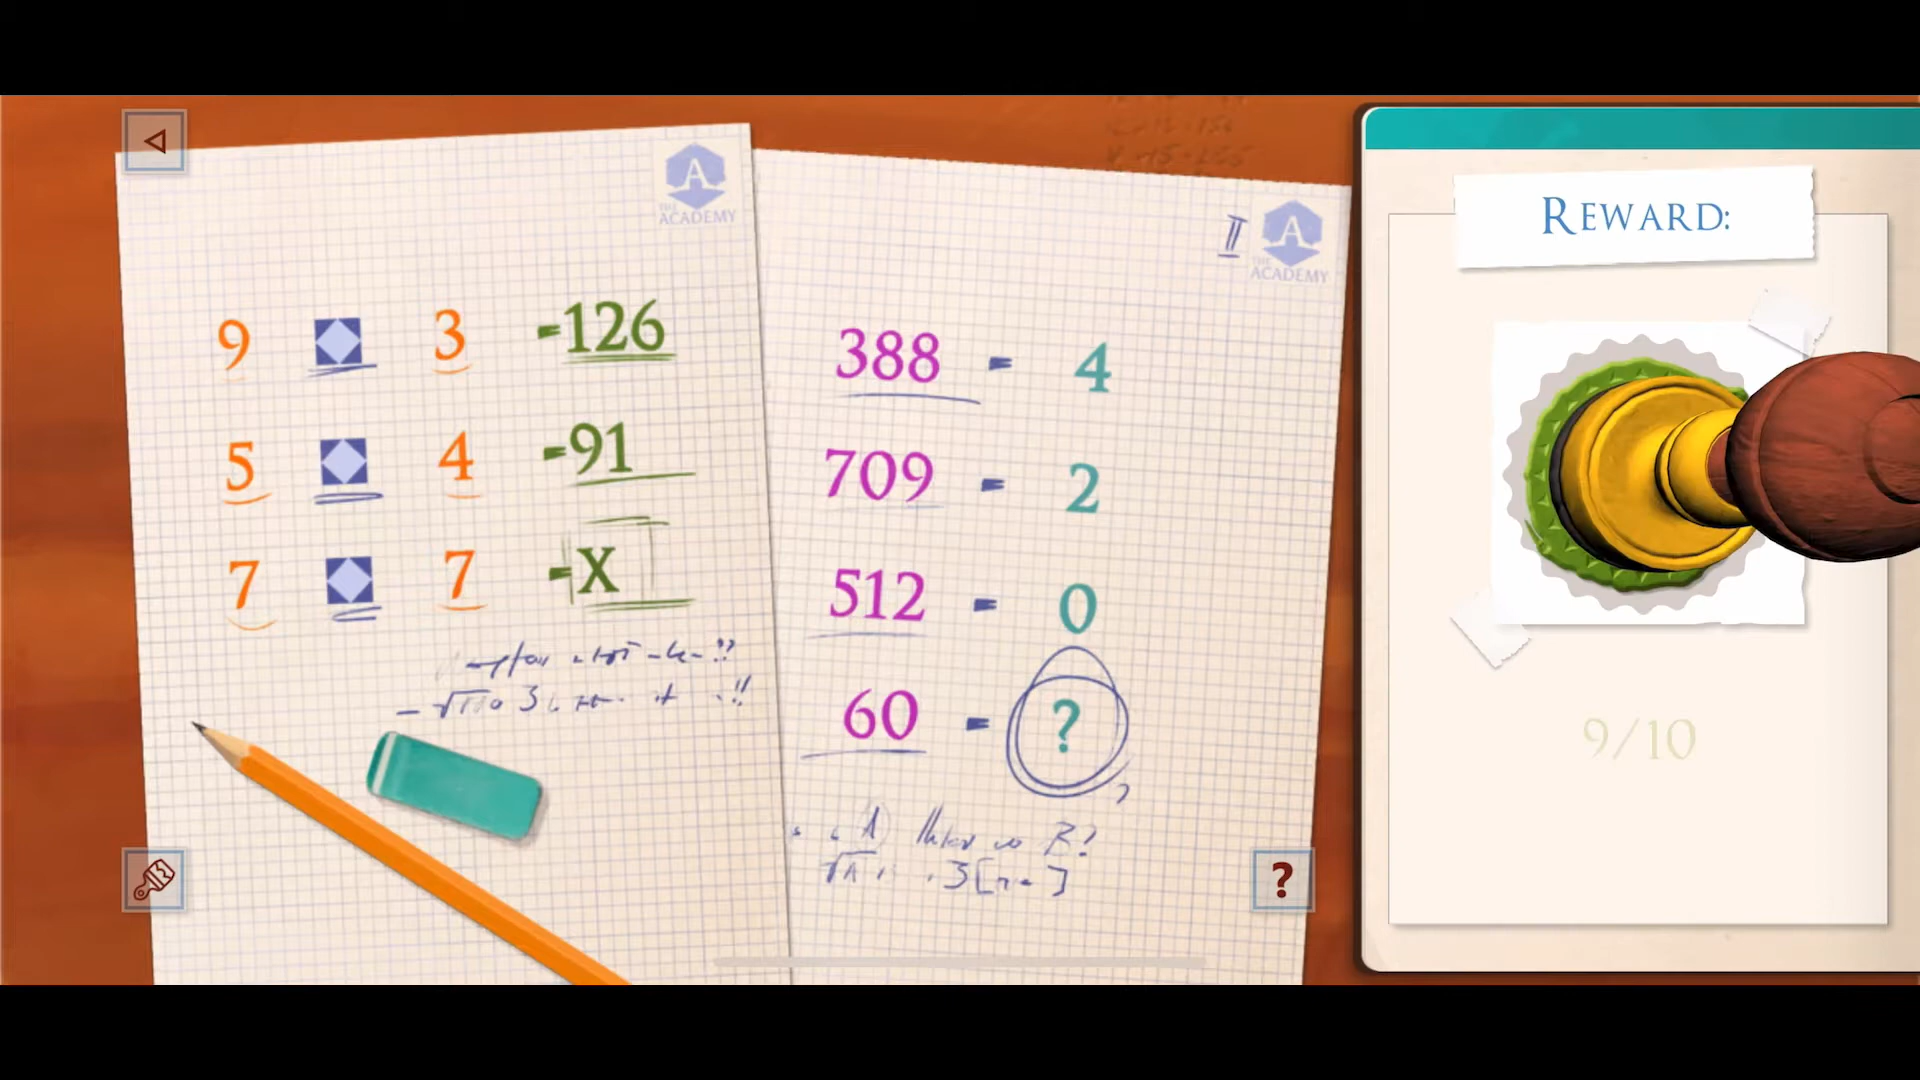 THE
ACADEMY
9 3 =126
5 4 =91
7 7 =X
II
THE
ACADEMY
388 = 4
709 = 2
512 = 0
60 = ?
?
REWARD:
9/10